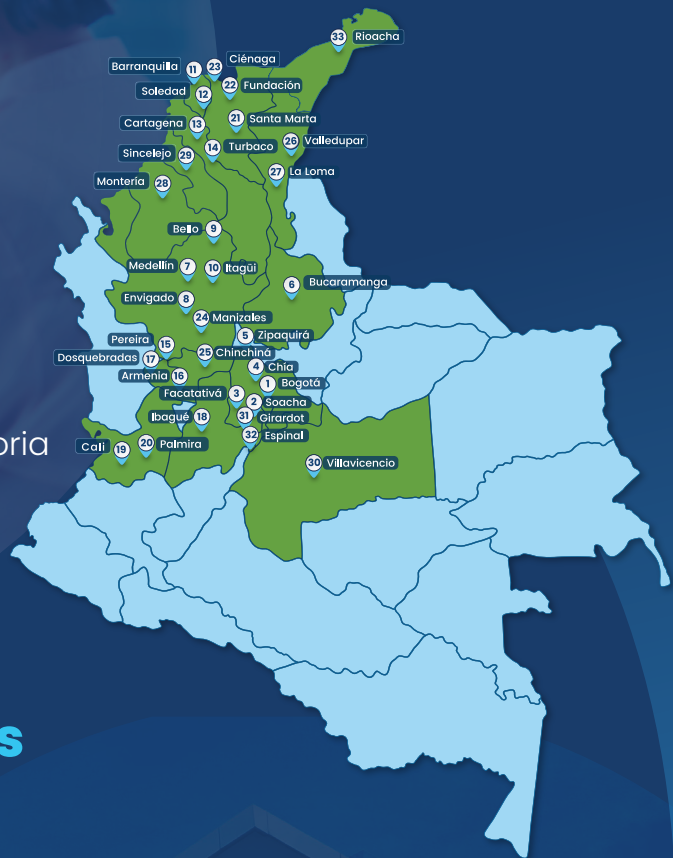 33 Rioacha
Ciénaga
Barranquilla 11 23
22 Fundación
Soledad 12
21 Santa Marta
Cartagena 13
26 Valledupar
14 Turbaco
Sincelejo 29
27 La Loma
Montería 28
Bello 9
Medellín 7 10 Itagüi
6 Bucaramanga
Envigado 8
24 Manizales
5 Zipaquirá
Pereira 15
25 Chinchiná
Dosquebradas 17
4 Chía
Armenia 16
1 Bogotá
Facatativá 3
2 Soacha
Ibagué 18
31 Girardot
32 Espinal
oria
Cali 19 20 Palmira
30 Villavicencio
s